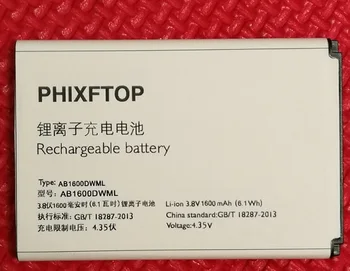 PHIXFTOP
锂离子充电电池
Rechargeable battery
Type: AB1600DWML
型号: AB1600DWML
3.8伏1600毫安时(6.1瓦时)锂离子电池
Li-ion 3.8V 1600 mAh (6.1Wh)
执行标准: GB/T 18287-2013
China standard:GB/T 18287-2013
充电限制电压: 4.35伏
Voltage:4.35V